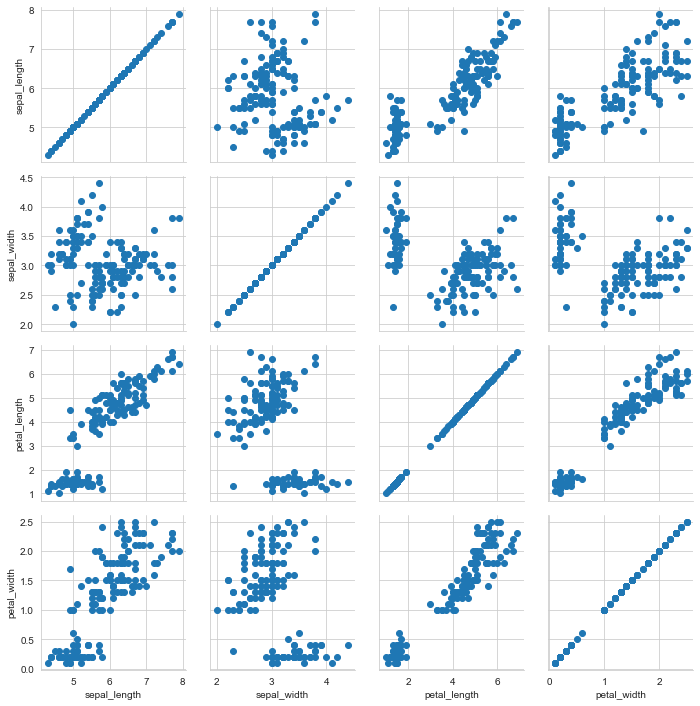 8
7
6
5
sepal_length
4.5
4.0
3.5
3.0
2.5
2.0
sepal_width
7
6
5
4
3
2
1
petal_length
2.5
2.0
1.5
1.0
0.5
0.0
petal_width
5 6 7 8
2 3 4
2 4 6
0 1 2
sepal_length sepal_width petal_length petal_width